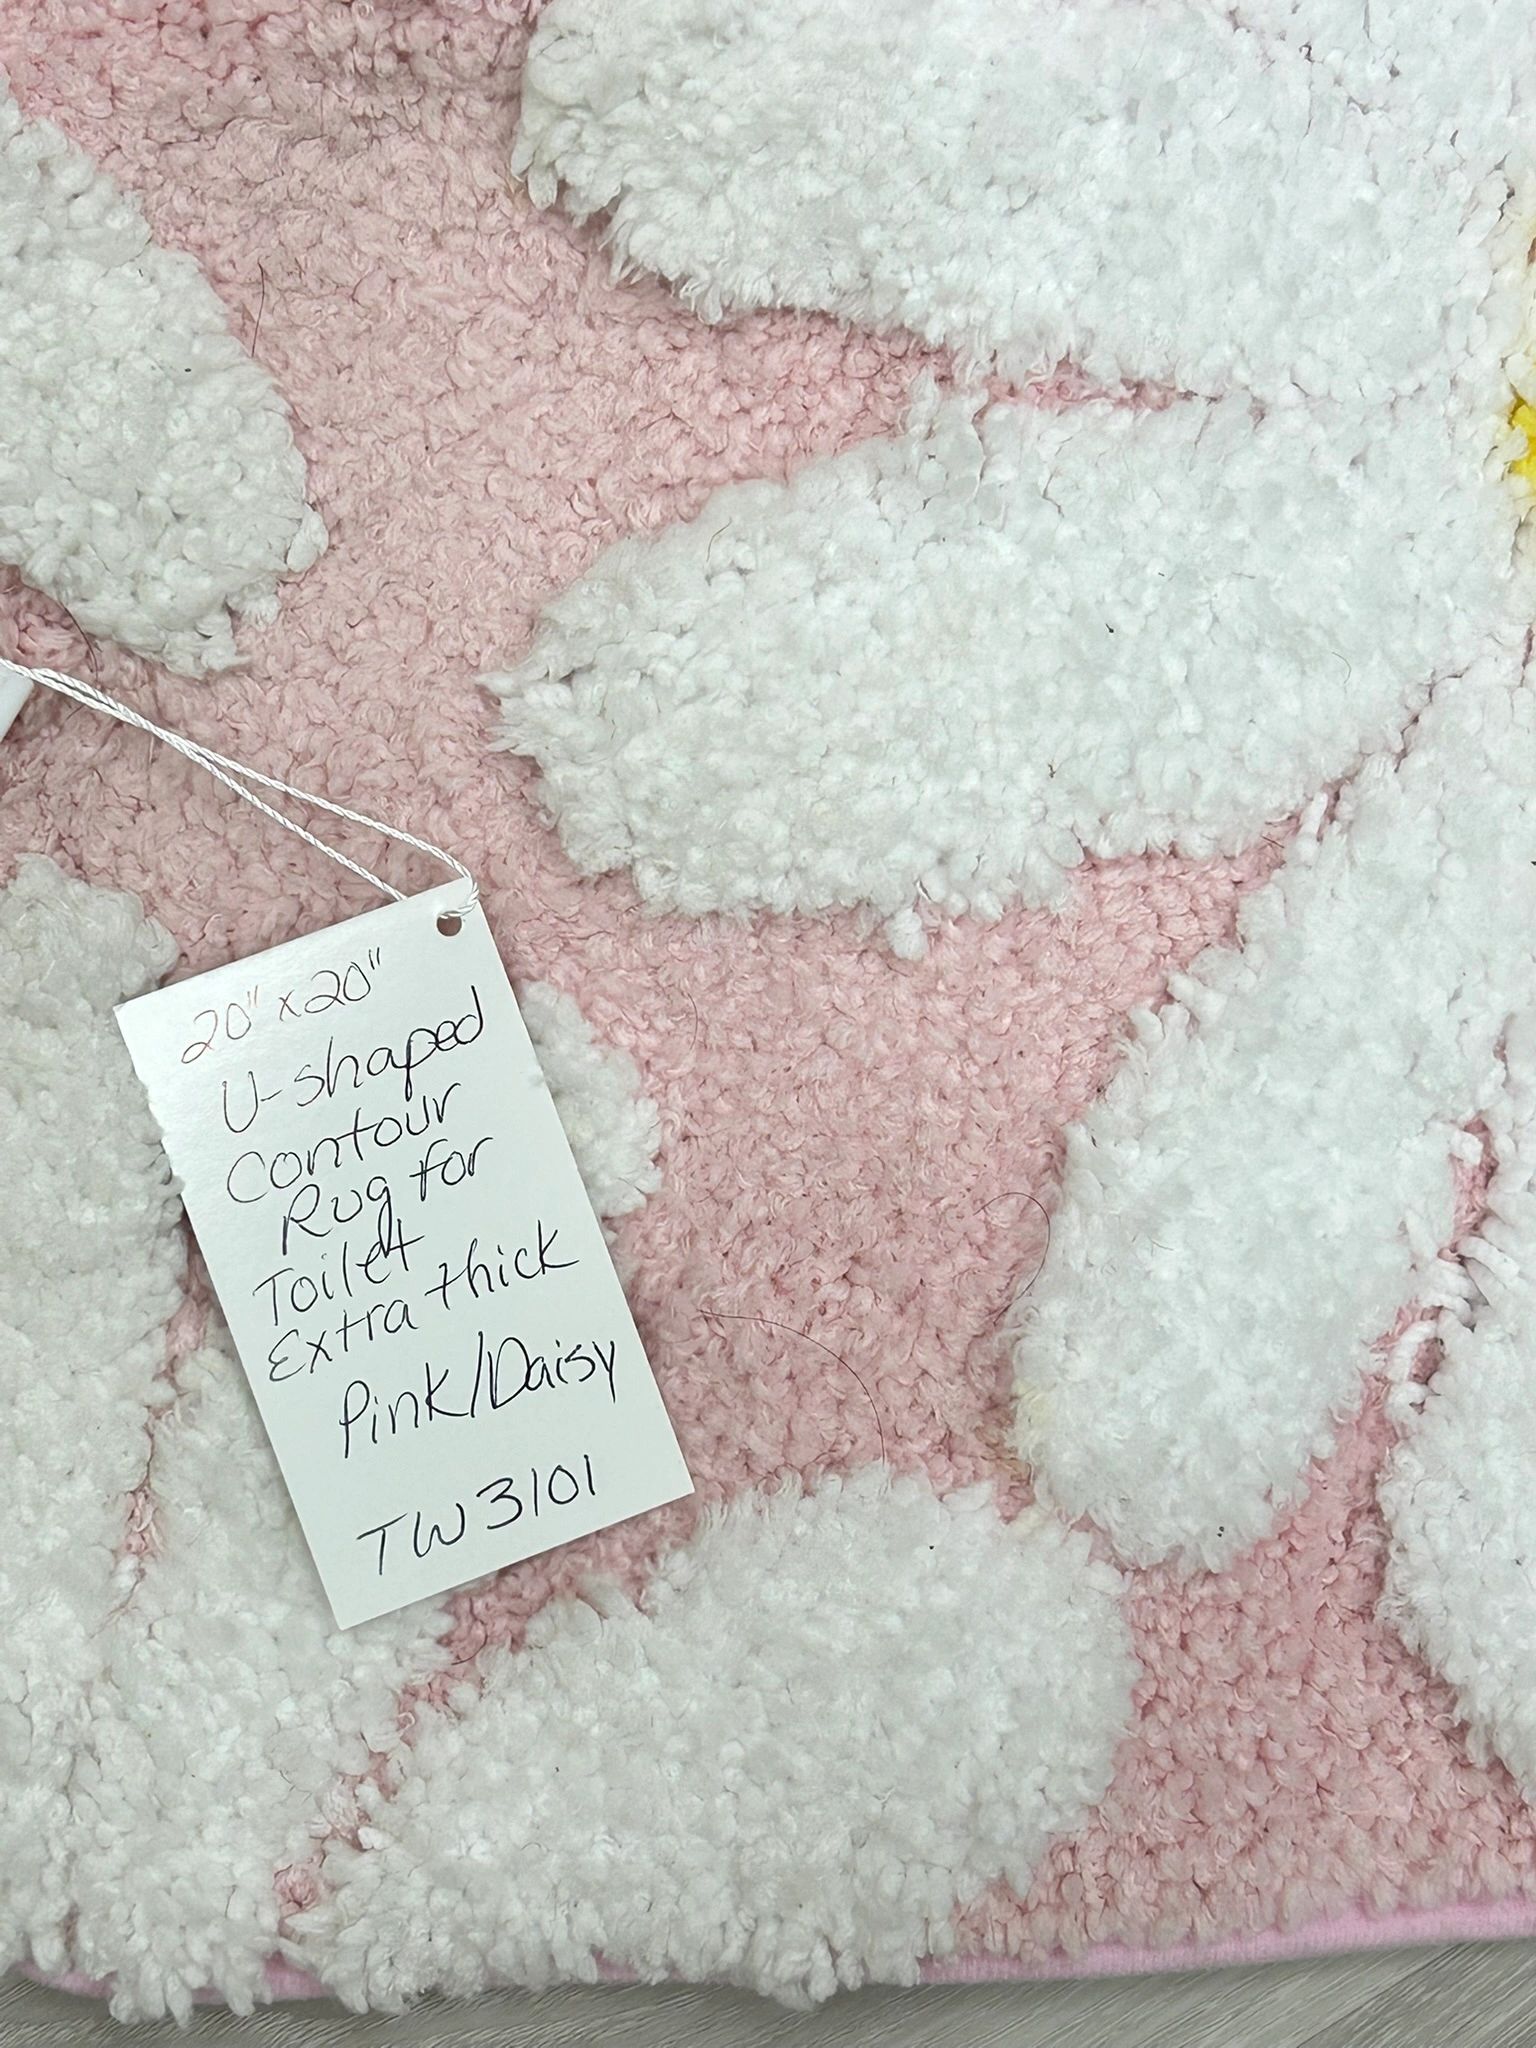 20" x 20"
U-shaped
Contour
Rug for
Toilet
Extra thick
Pink/Daisy
TW3101